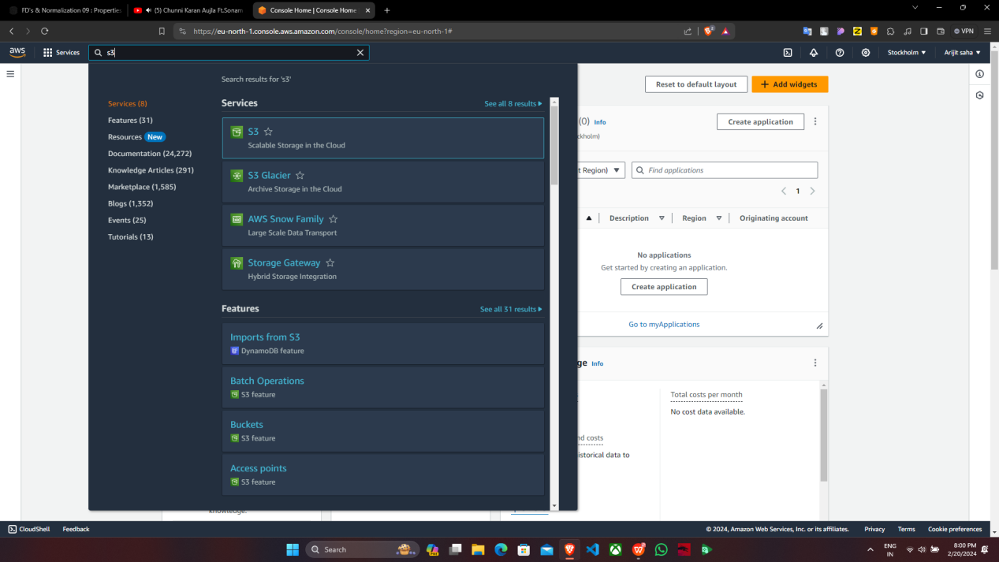 FD's & Normalization 09 : Properties
(5) Chunni Karan Aujla Ft.Sonam
Console Home | Console Home
https://eu-north-1.console.aws.amazon.com/console/home?region=eu-north-1#
2
VPN
aws
Services
s3
Stockholm
Arijit saha
Search results for 's3'
Services (8)
Features (31)
Resources New
Documentation (24,272)
Knowledge Articles (291)
Marketplace (1,585)
Blogs (1,352)
Events (25)
Tutorials (13)
Services
See all 8 results
S3
Scalable Storage in the Cloud
S3 Glacier
Archive Storage in the Cloud
AWS Snow Family
Large Scale Data Transport
Storage Gateway
Hybrid Storage Integration
Features
See all 31 results
Imports from S3
DynamoDB feature
Batch Operations
S3 feature
Buckets
S3 feature
Access points
S3 feature
Reset to default layout
Add widgets
(0) Info
Create application
ckholm)
t Region)
Find applications
1
Description
Region
Originating account
No applications
Get started by creating an application.
Create application
Go to myApplications
ge Info
Total costs per month
No cost data available.
nd costs
istorical data to
knowledge.
CloudShell
Feedback
© 2024, Amazon Web Services, Inc. or its affiliates.
Privacy
Terms
Cookie preferences
Search
ENG
IN
8:00 PM
2/20/2024